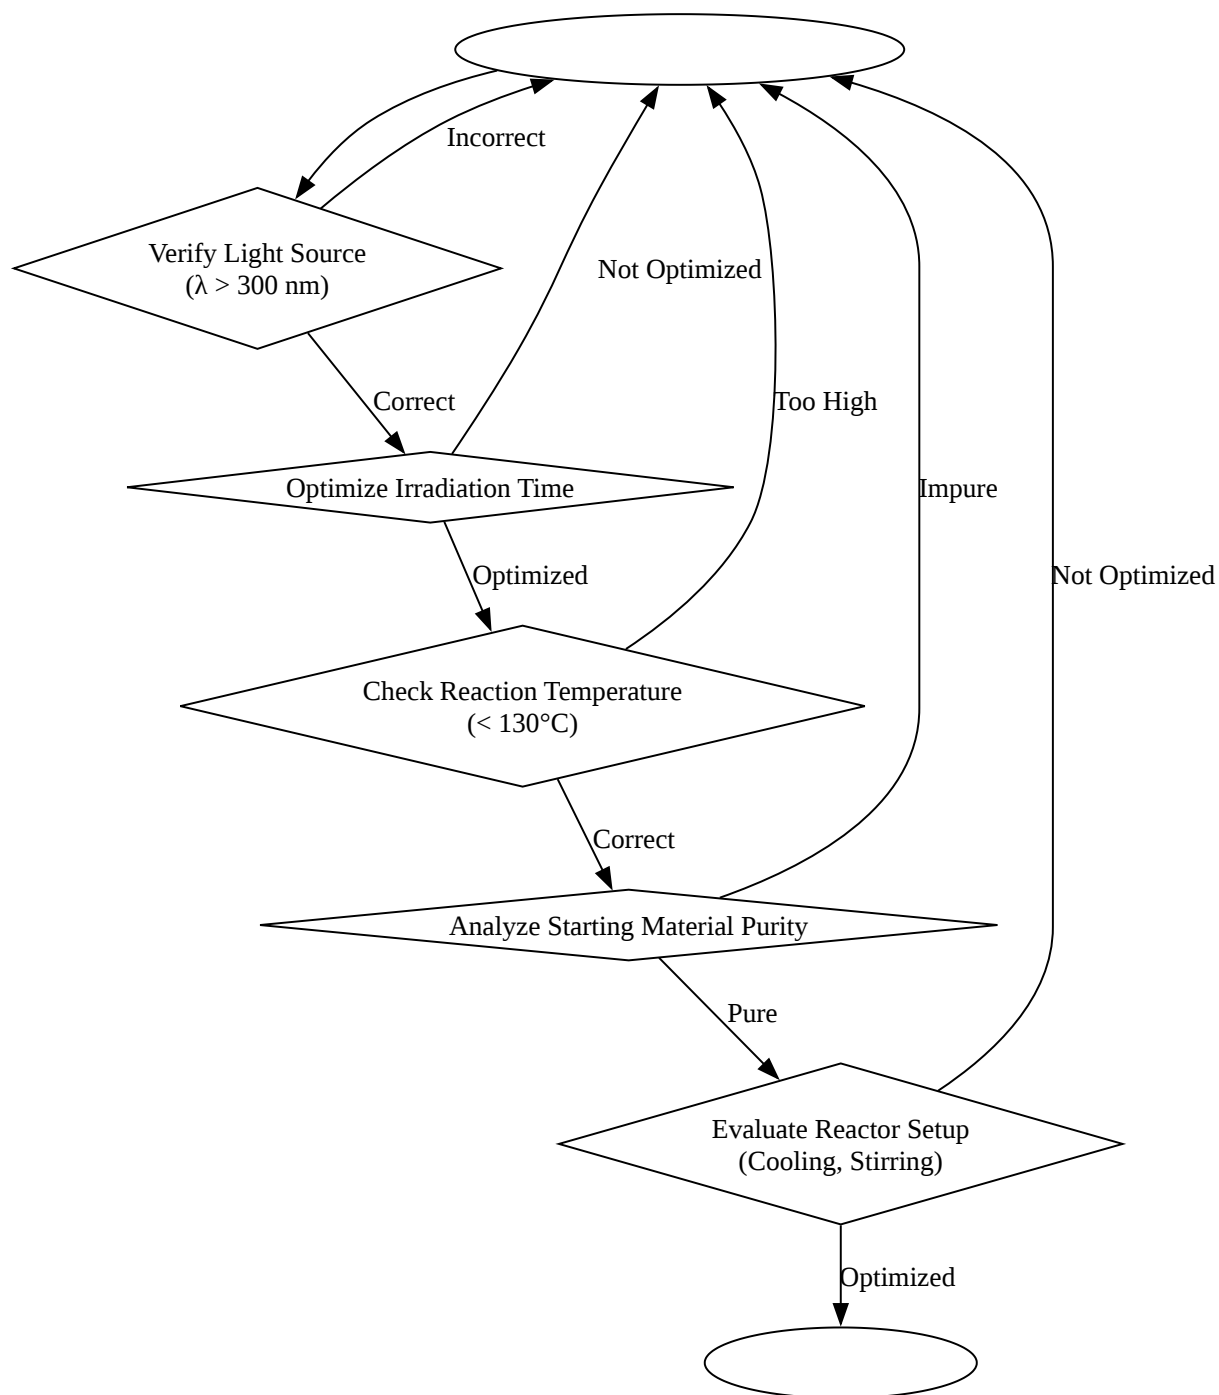 Incorrect
Verify Light Source
(λ > 300 nm)
Not Optimized
Correct
Too High
Optimize Irradiation Time
Impure
Optimized
Not Optimized
Check Reaction Temperature
(< 130°C)
Correct
Analyze Starting Material Purity
Pure
Evaluate Reactor Setup
(Cooling, Stirring)
Optimized